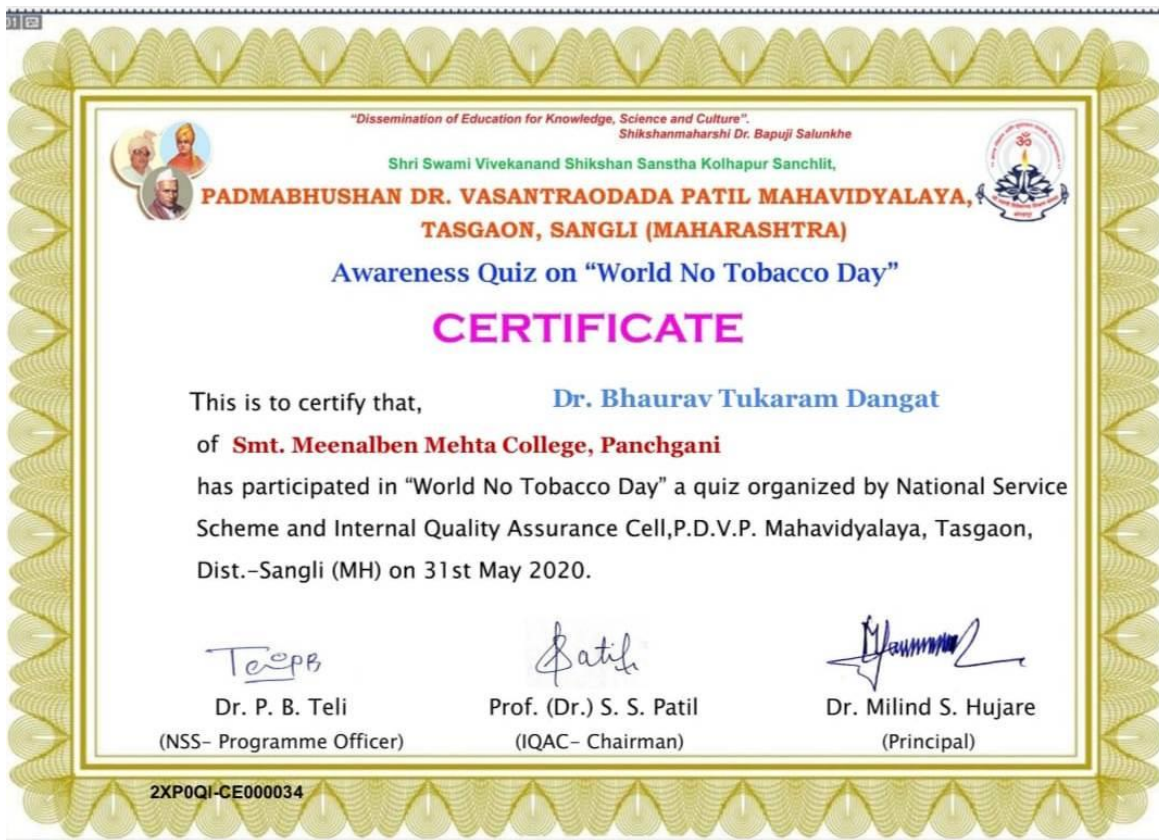 "Dissemination of Education for Knowledge, Science and Culture".
Shikshanmaharshi Dr. Bapuji Salunkhe
Shri Swami Vivekanand Shikshan Sanstha Kolhapur Sanchlit,
PADMABHUSHAN DR. VASANTRAODADA PATIL MAHAVIDYALAYA,
TASGAON, SANGLI (MAHARASHTRA)
Awareness Quiz on “World No Tobacco Day”
CERTIFICATE
This is to certify that, Dr. Bhaurav Tukaram Dangat
of Smt. Meenalben Mehta College, Panchgani
has participated in “World No Tobacco Day” a quiz organized by National Service
Scheme and Internal Quality Assurance Cell,P.D.V.P. Mahavidyalaya, Tasgaon,
Dist.-Sangli (MH) on 31st May 2020.
Dr. P. B. Teli Prof. (Dr.) S. S. Patil Dr. Milind S. Hujare
(NSS- Programme Officer) (IQAC- Chairman) (Principal)
2XP0QI-CE000034